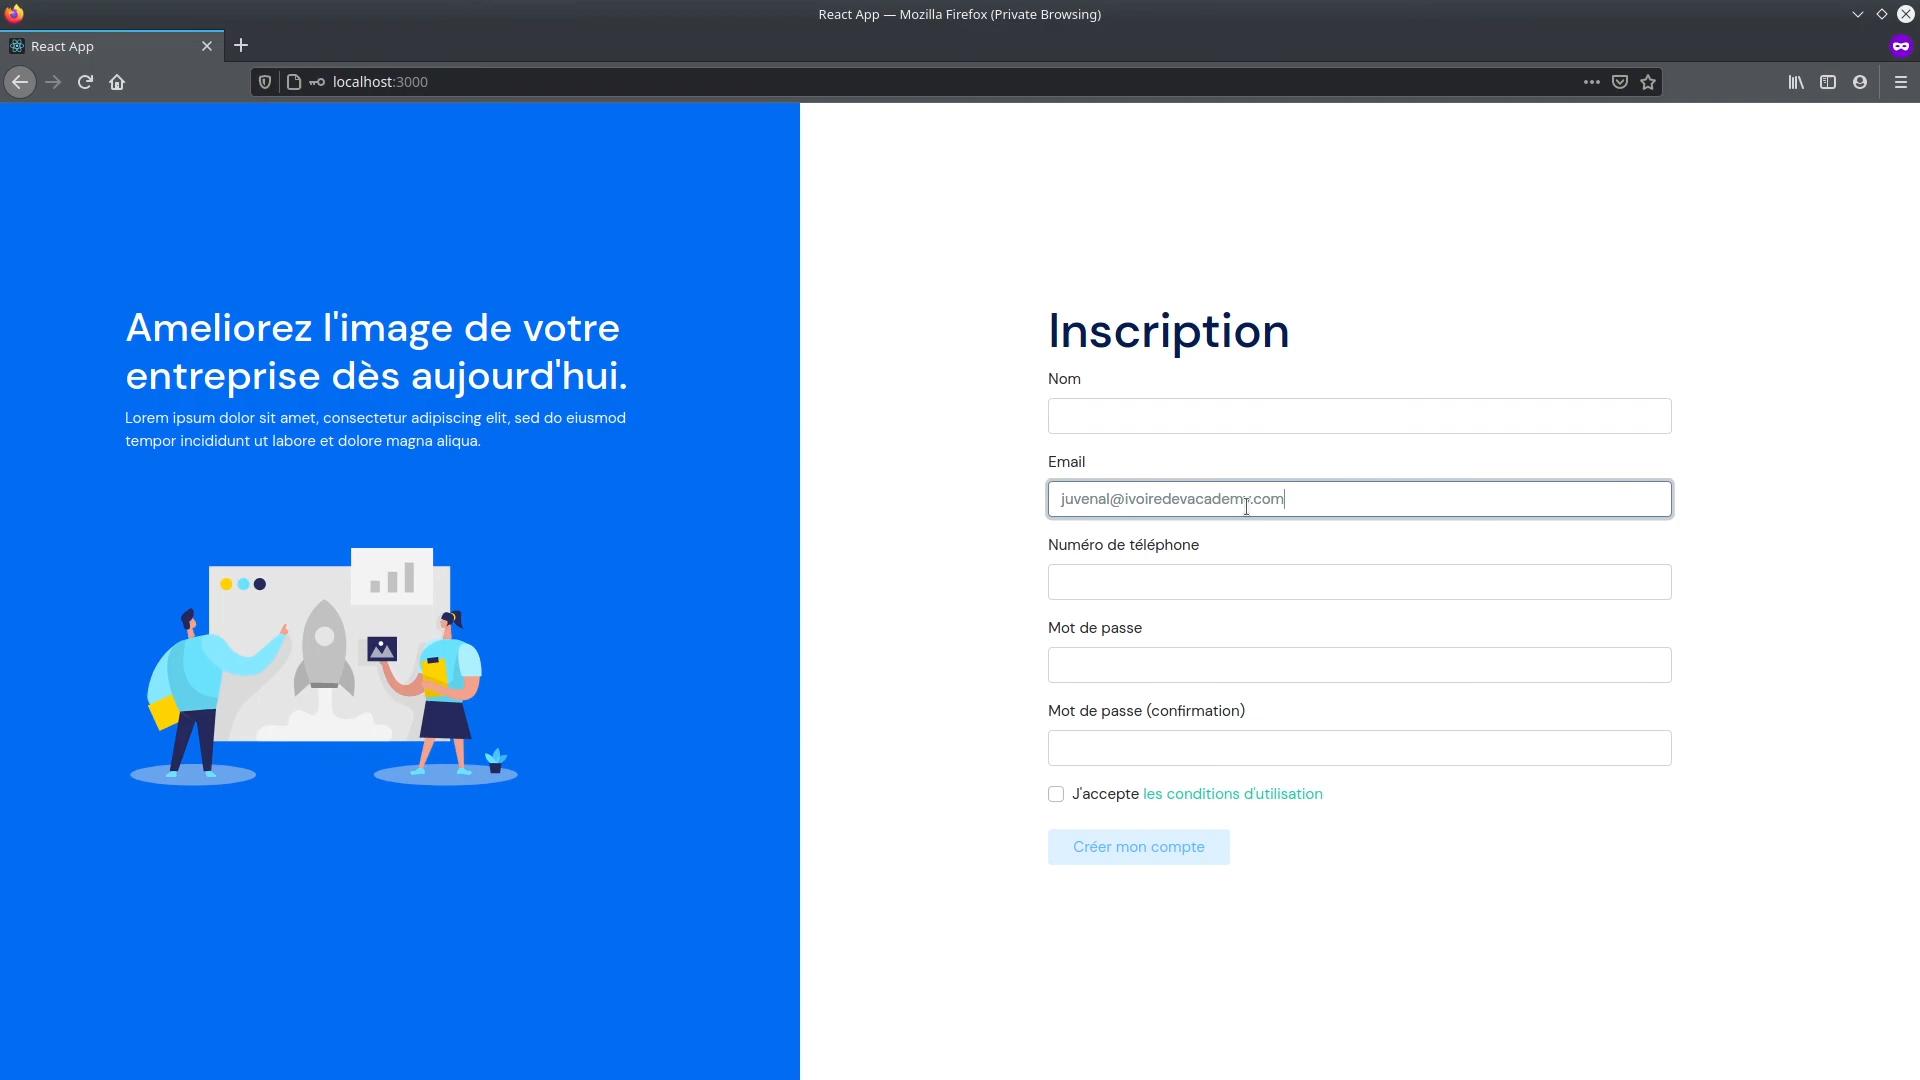 React App — Mozilla Firefox (Private Browsing)
React App
localhost:3000
Ameliorez l'image de votre
entreprise dès aujourd'hui.
Lorem ipsum dolor sit amet, consectetur adipiscing elit, sed do eiusmod
tempor incididunt ut labore et dolore magna aliqua.
Inscription
Nom
Email
juvenal@ivoiredevacademy.com
Numéro de téléphone
Mot de passe
Mot de passe (confirmation)
J'accepte les conditions d'utilisation
Créer mon compte